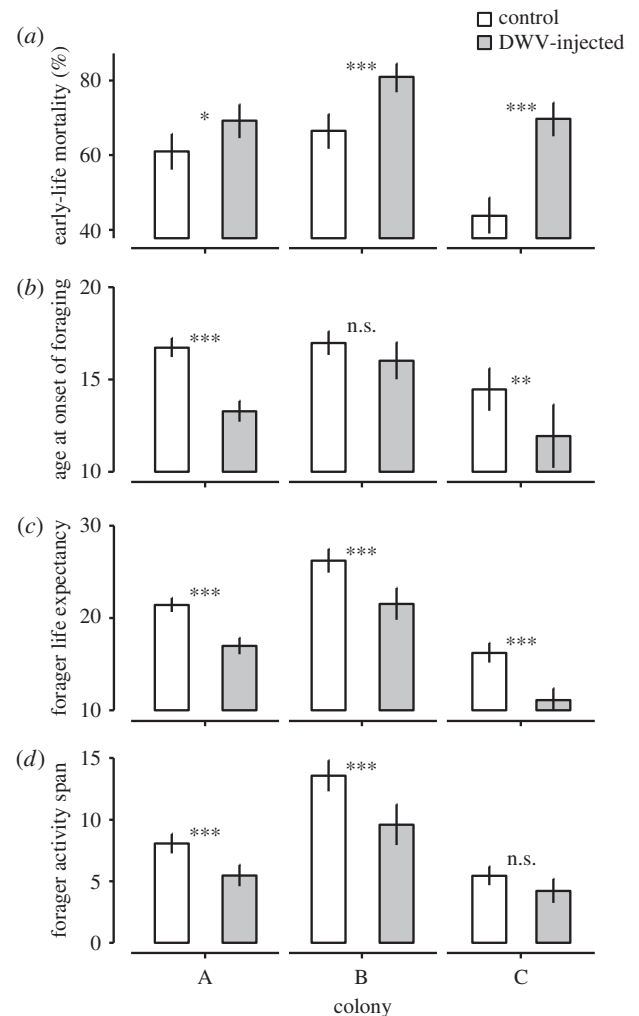 control
DWV-injected
(a)
early-life mortality (%)
80
60
40
*
***
***
(b)
age at onset of foraging
20
15
10
***
n.s.
**
(c)
forager life expectancy
30
20
10
***
***
***
(d)
forager activity span
15
10
5
0
***
***
n.s.
A B C
colony